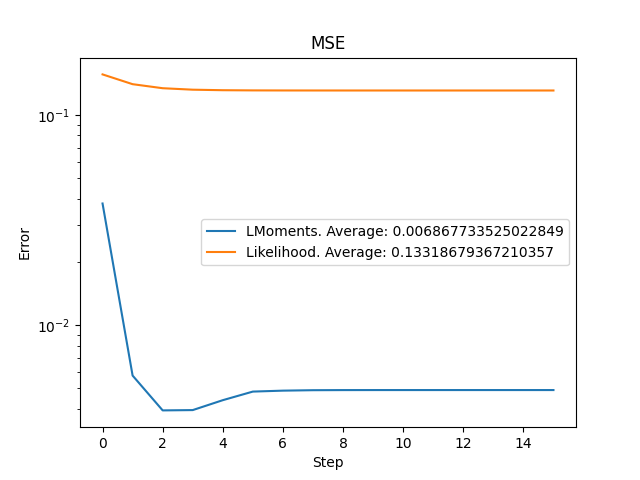 MSE
Error
10⁻¹
10⁻²
LMoments. Average: 0.006867733525022849
Likelihood. Average: 0.13318679367210357
0 2 4 6 8 10 12 14
Step